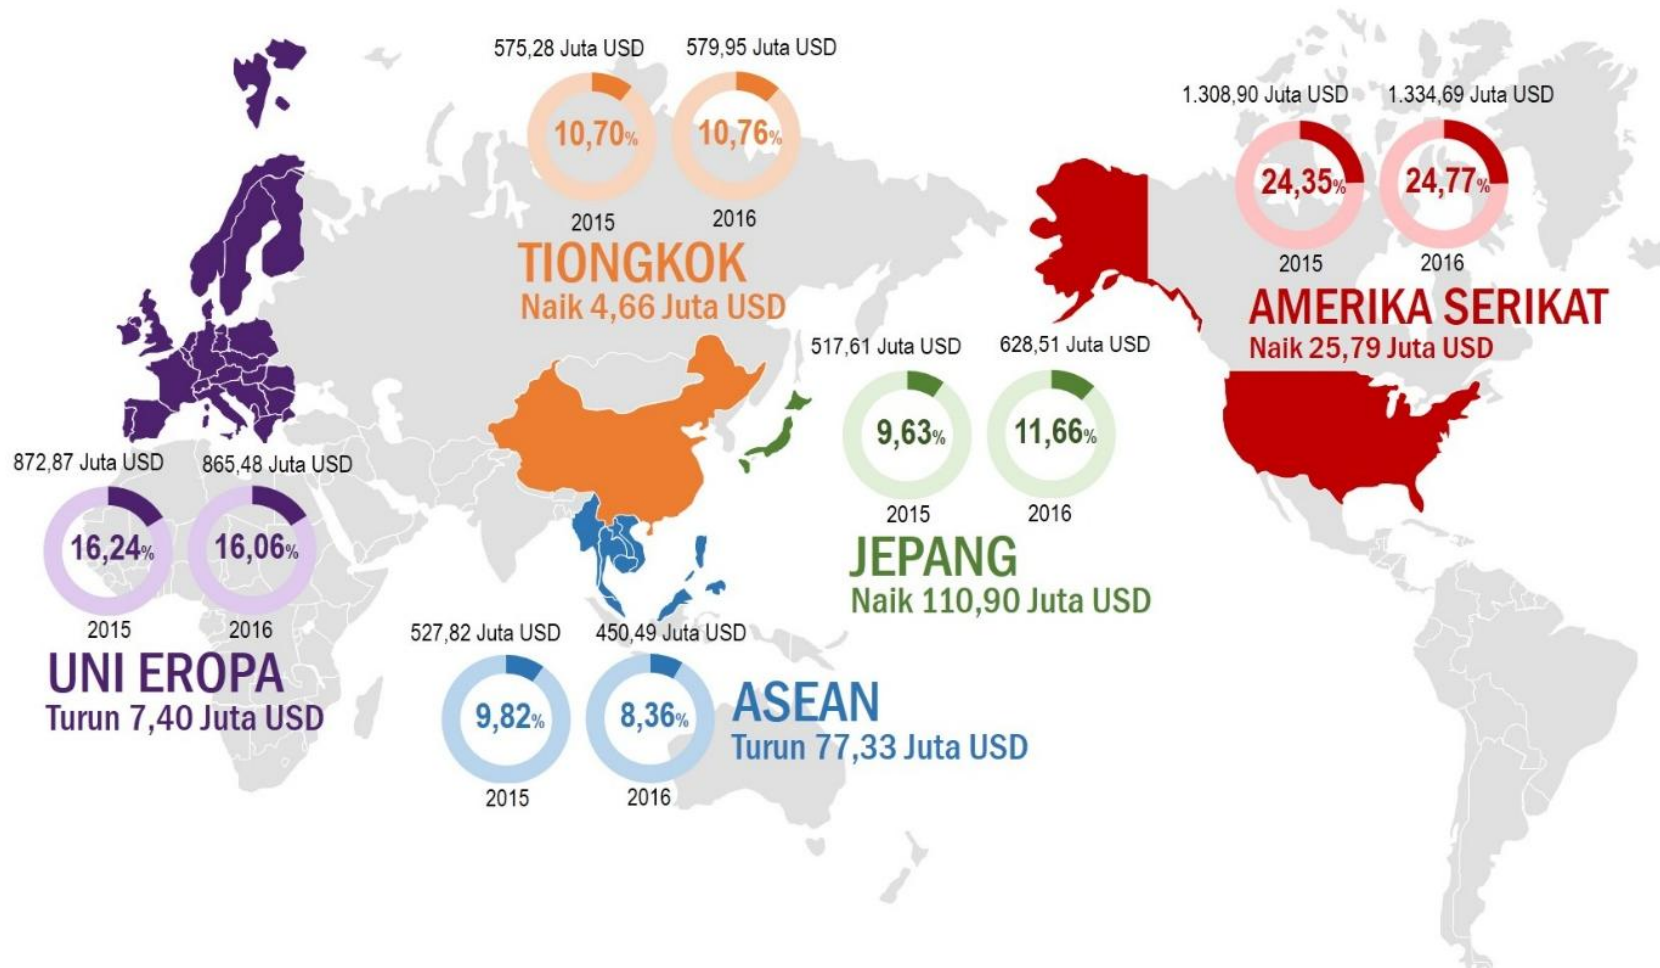 575,28 Juta USD
579,95 Juta USD
10,70%
10,76%
2015
2016
TIONGKOK
Naik 4,66 Juta USD
1.308,90 Juta USD
1.334,69 Juta USD
24,35%
24,77%
2015
2016
AMERIKA SERIKAT
Naik 25,79 Juta USD
517,61 Juta USD
628,51 Juta USD
9,63%
11,66%
2015
2016
JEPANG
Naik 110,90 Juta USD
872,87 Juta USD
865,48 Juta USD
16,24%
16,06%
2015
2016
UNI EROPA
Turun 7,40 Juta USD
527,82 Juta USD
450,49 Juta USD
9,82%
8,36%
2015
2016
ASEAN
Turun 77,33 Juta USD